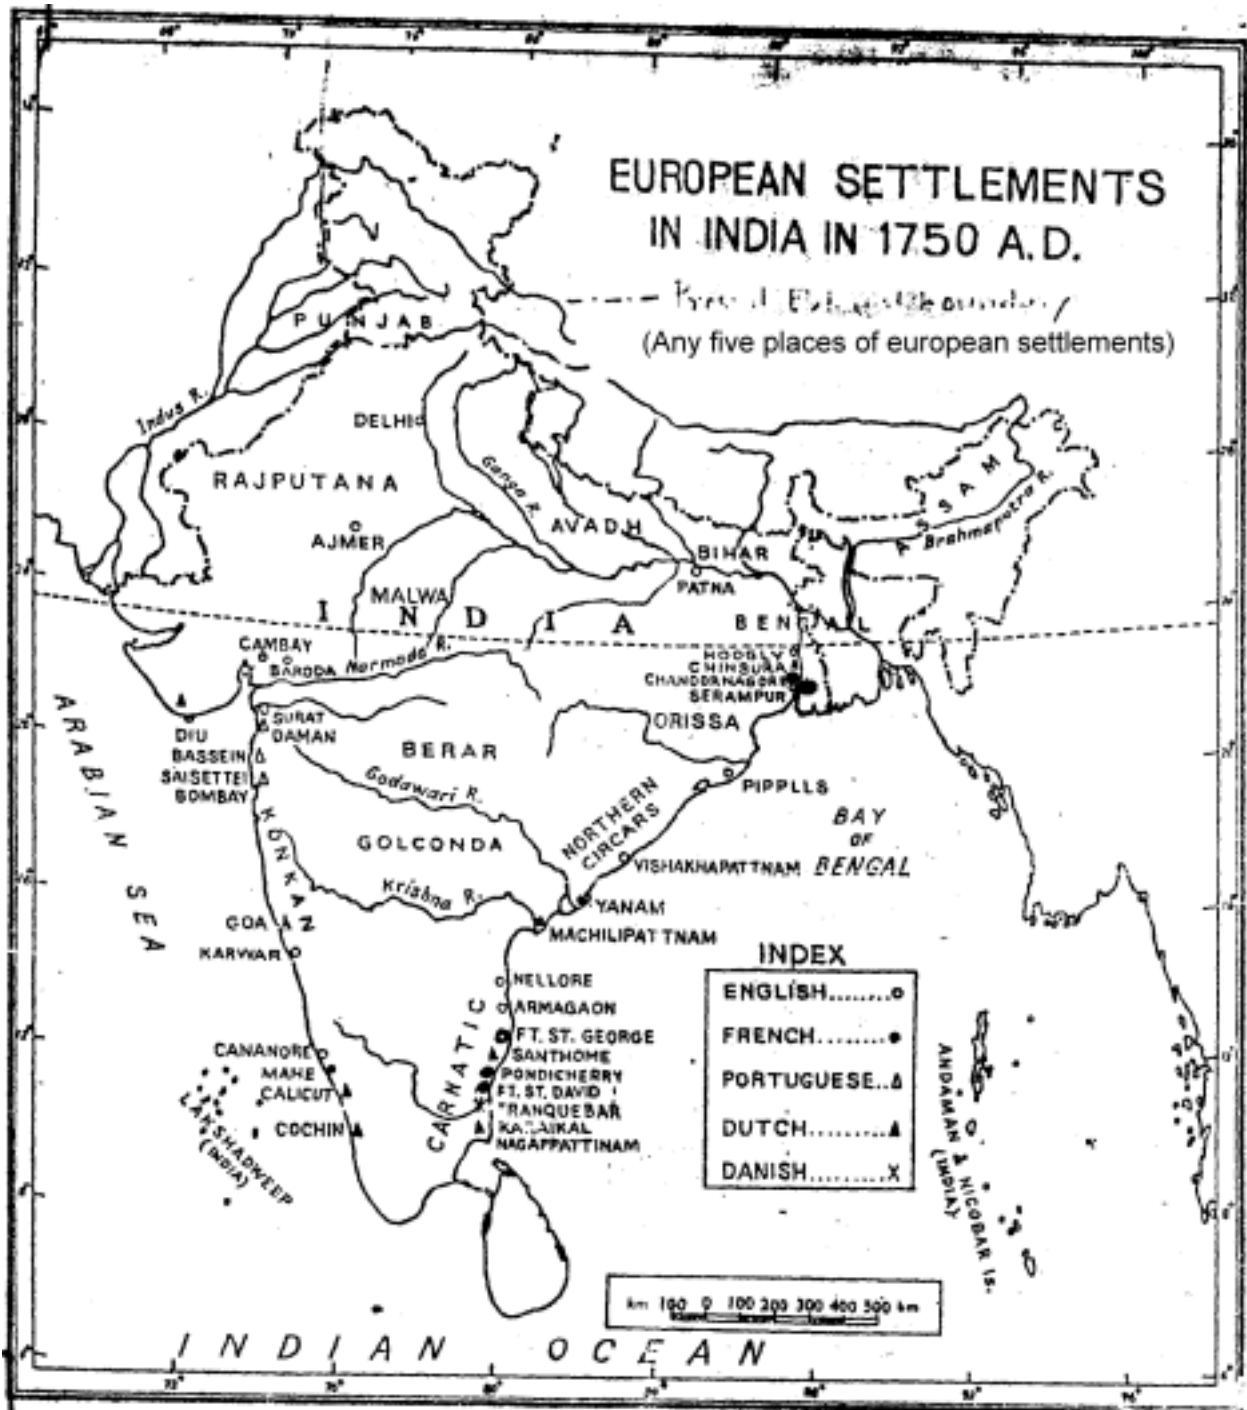 EUROPEAN SETTLEMENTS
IN INDIA IN 1750 A.D.
(Any five places of european settlements)
PUNJAB
Indus R.
DELHI
RAJPUTANA
Ganga R.
ASSAM
Brahmaputra R.
AVADH
AJMER
BIHAR
PATNA
MALWA
INDIA
BENGAL
CAMBAY
BARODA
Narmada R.
HOOGLY
CHINSURA
CHANDORNAGORE
SERAMPUR
ORISSA
SURAT
DAMAN
DIU
BASSEIN
SAISETTEI
BOMBAY
BERAR
Godawari R.
PIPPLLS
ARABIAN SEA
KONKAN
NORTHERN
CIRCARS
BAY
OF
BENGAL
GOLCONDA
VISHAKHAPATTNAM
Krishna R.
YANAM
GOA
MACHILIPATTNAM
KARWAR
NELLORE
ARMAGAON
CARNATIC
FT. ST. GEORGE
SANTHOME
PONDICHERRY
FT. ST. DAVID
TRANQUEBAR
KARAIKAL
NAGAPPATTINAM
CANANORE
MAHE
CALICUT
COCHIN
LAKSHADWEEP
(INDIA)
INDEX
ENGLISH........o
FRENCH........●
PORTUGUESE..△
DUTCH.........▲
DANISH.........X
ANDAMAN & NICOBAR Is.
(INDIA)
km 100 0 100 200 300 400 500 km
INDIAN OCEAN